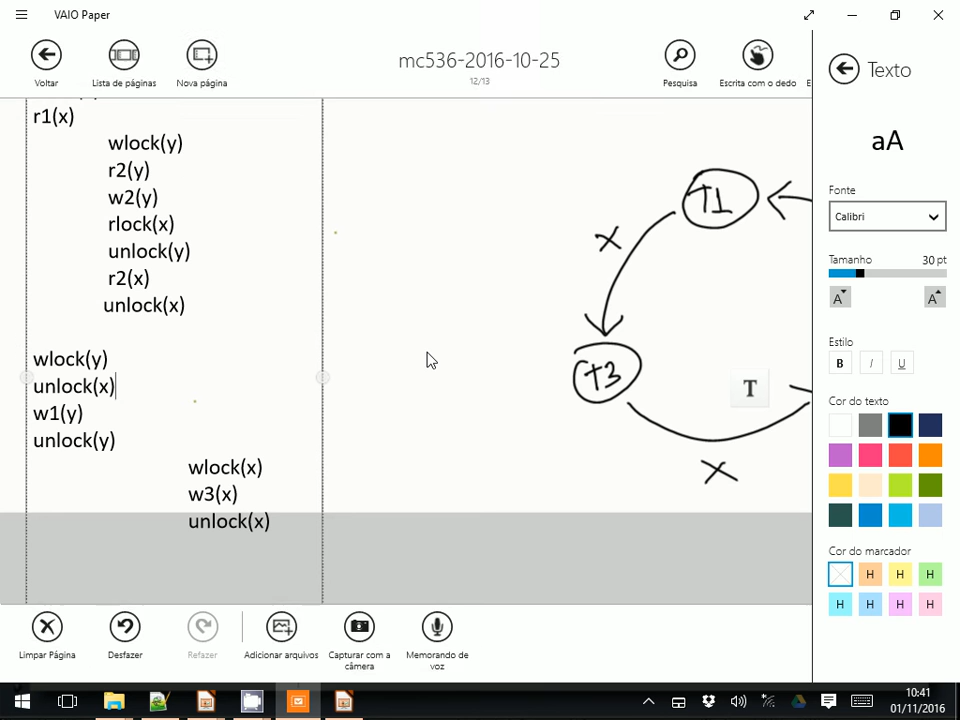 VAIO Paper
Voltar
Lista de páginas
Nova página
mc536-2016-10-25
12/13
Pesquisa
Escrita com o dedo
Texto
aA
Fonte
Calibri
Tamanho
30 pt
A
A
Estilo
B
I
U
Cor do texto
Cor do marcador
H
H
H
H
H
H
H
r1(x)
wlock(y)
r2(y)
w2(y)
rlock(x)
unlock(y)
r2(x)
unlock(x)
wlock(y)
unlock(x)
w1(y)
unlock(y)
wlock(x)
w3(x)
unlock(x)
T1
x
T3
T
x
Limpar Página
Desfazer
Refazer
Adicionar arquivos
Capturar com a
câmera
Memorando de
voz
10:41
01/11/2016